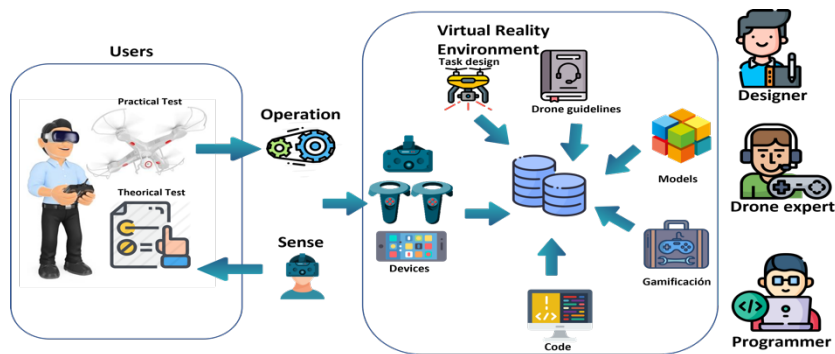 Users
Practical Test
Theorical Test
Operation
Sense
Virtual Reality
Environment
Task design
Drone guidelines
Models
Devices
Gamificación
Code
Designer
Drone expert
Programmer